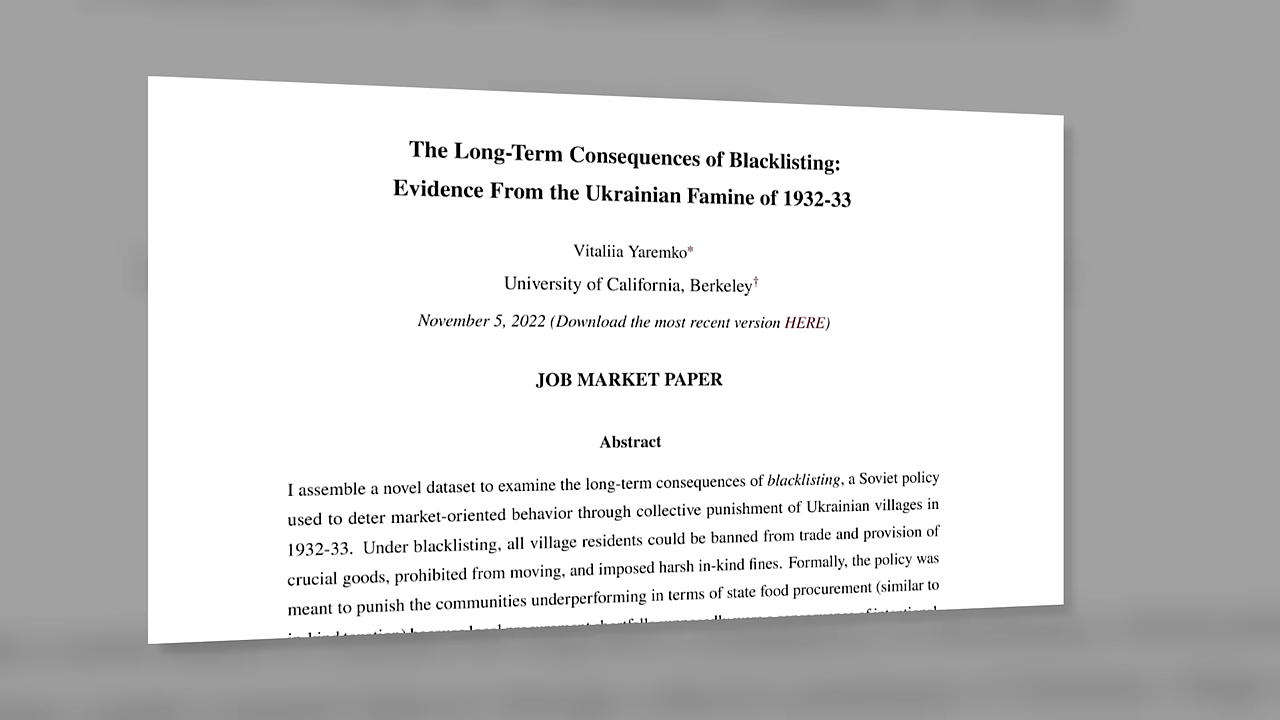 The Long-Term Consequences of Blacklisting:
Evidence From the Ukrainian Famine of 1932-33
Vitaliia Yaremko*
University of California, Berkeley†
November 5, 2022 (Download the most recent version HERE)
JOB MARKET PAPER
Abstract
I assemble a novel dataset to examine the long-term consequences of blacklisting, a Soviet policy
used to deter market-oriented behavior through collective punishment of Ukrainian villages in
1932-33. Under blacklisting, all village residents could be banned from trade and provision of
crucial goods, prohibited from moving, and imposed harsh in-kind fines. Formally, the policy was
meant to punish the communities underperforming in terms of state food procurement (similar to